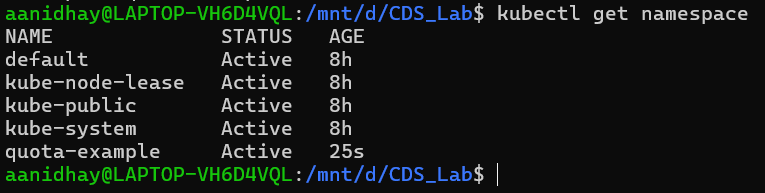 aanidhay@LAPTOP-VH6D4VQL:/mnt/d/CDS_Lab$ kubectl get namespace
NAME              STATUS   AGE
default           Active   8h
kube-node-lease   Active   8h
kube-public       Active   8h
kube-system       Active   8h
quota-example     Active   25s
aanidhay@LAPTOP-VH6D4VQL:/mnt/d/CDS_Lab$